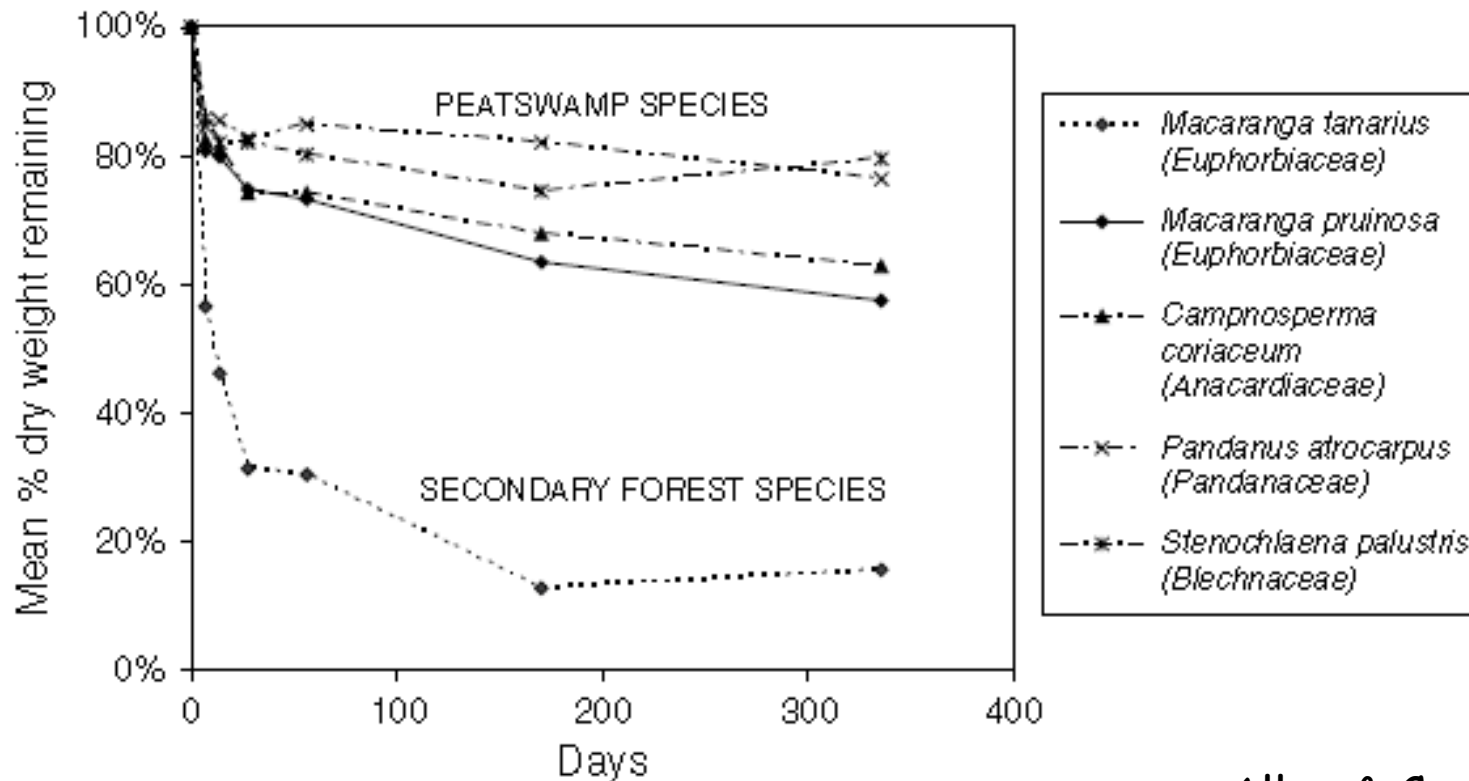 100%
80%
60%
40%
20%
0%
Mean % dry weight remaining
PEATSWAMP SPECIES
SECONDARY FOREST SPECIES
0
100
200
300
400
Days
Macaranga tanarius
(Euphorbiaceae)
Macaranga pruinosa
(Euphorbiaceae)
Campnosperma
coriaceum
(Anacardiaceae)
Pandanus atrocarpus
(Pandanaceae)
Stenochlaena palustris
(Blechnaceae)